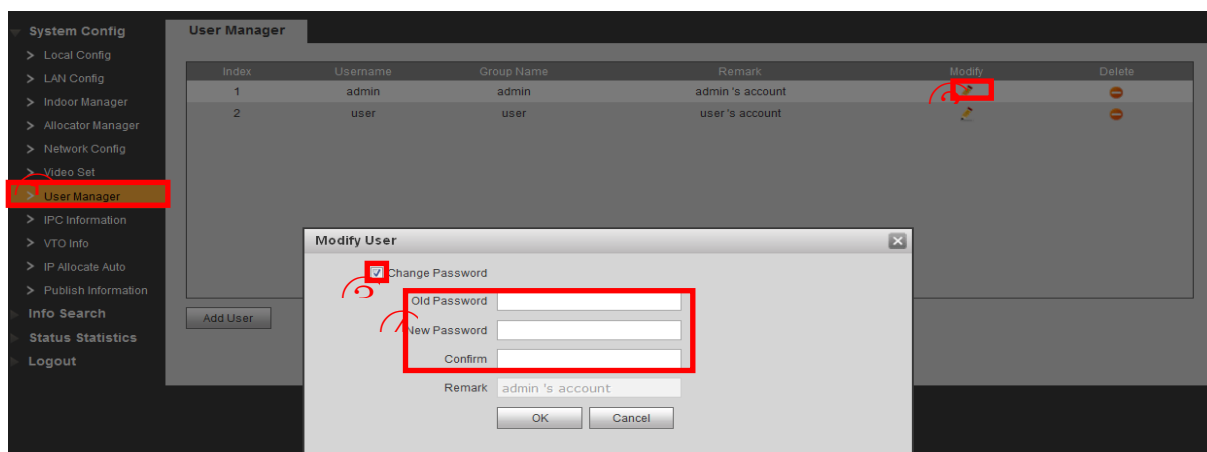 System Config
> Local Config
> LAN Config
> Indoor Manager
> Allocator Manager
> Network Config
> Video Set
> User Manager
> IPC Information
> VTO Info
> IP Allocate Auto
> Publish Information
Info Search
Status Statistics
Logout
User Manager
Index Username Group Name Remark Modify Delete
1 admin admin admin 's account
2 user user user 's account
Add User
Modify User
Change Password
Old Password
New Password
Confirm
Remark admin 's account
OK Cancel